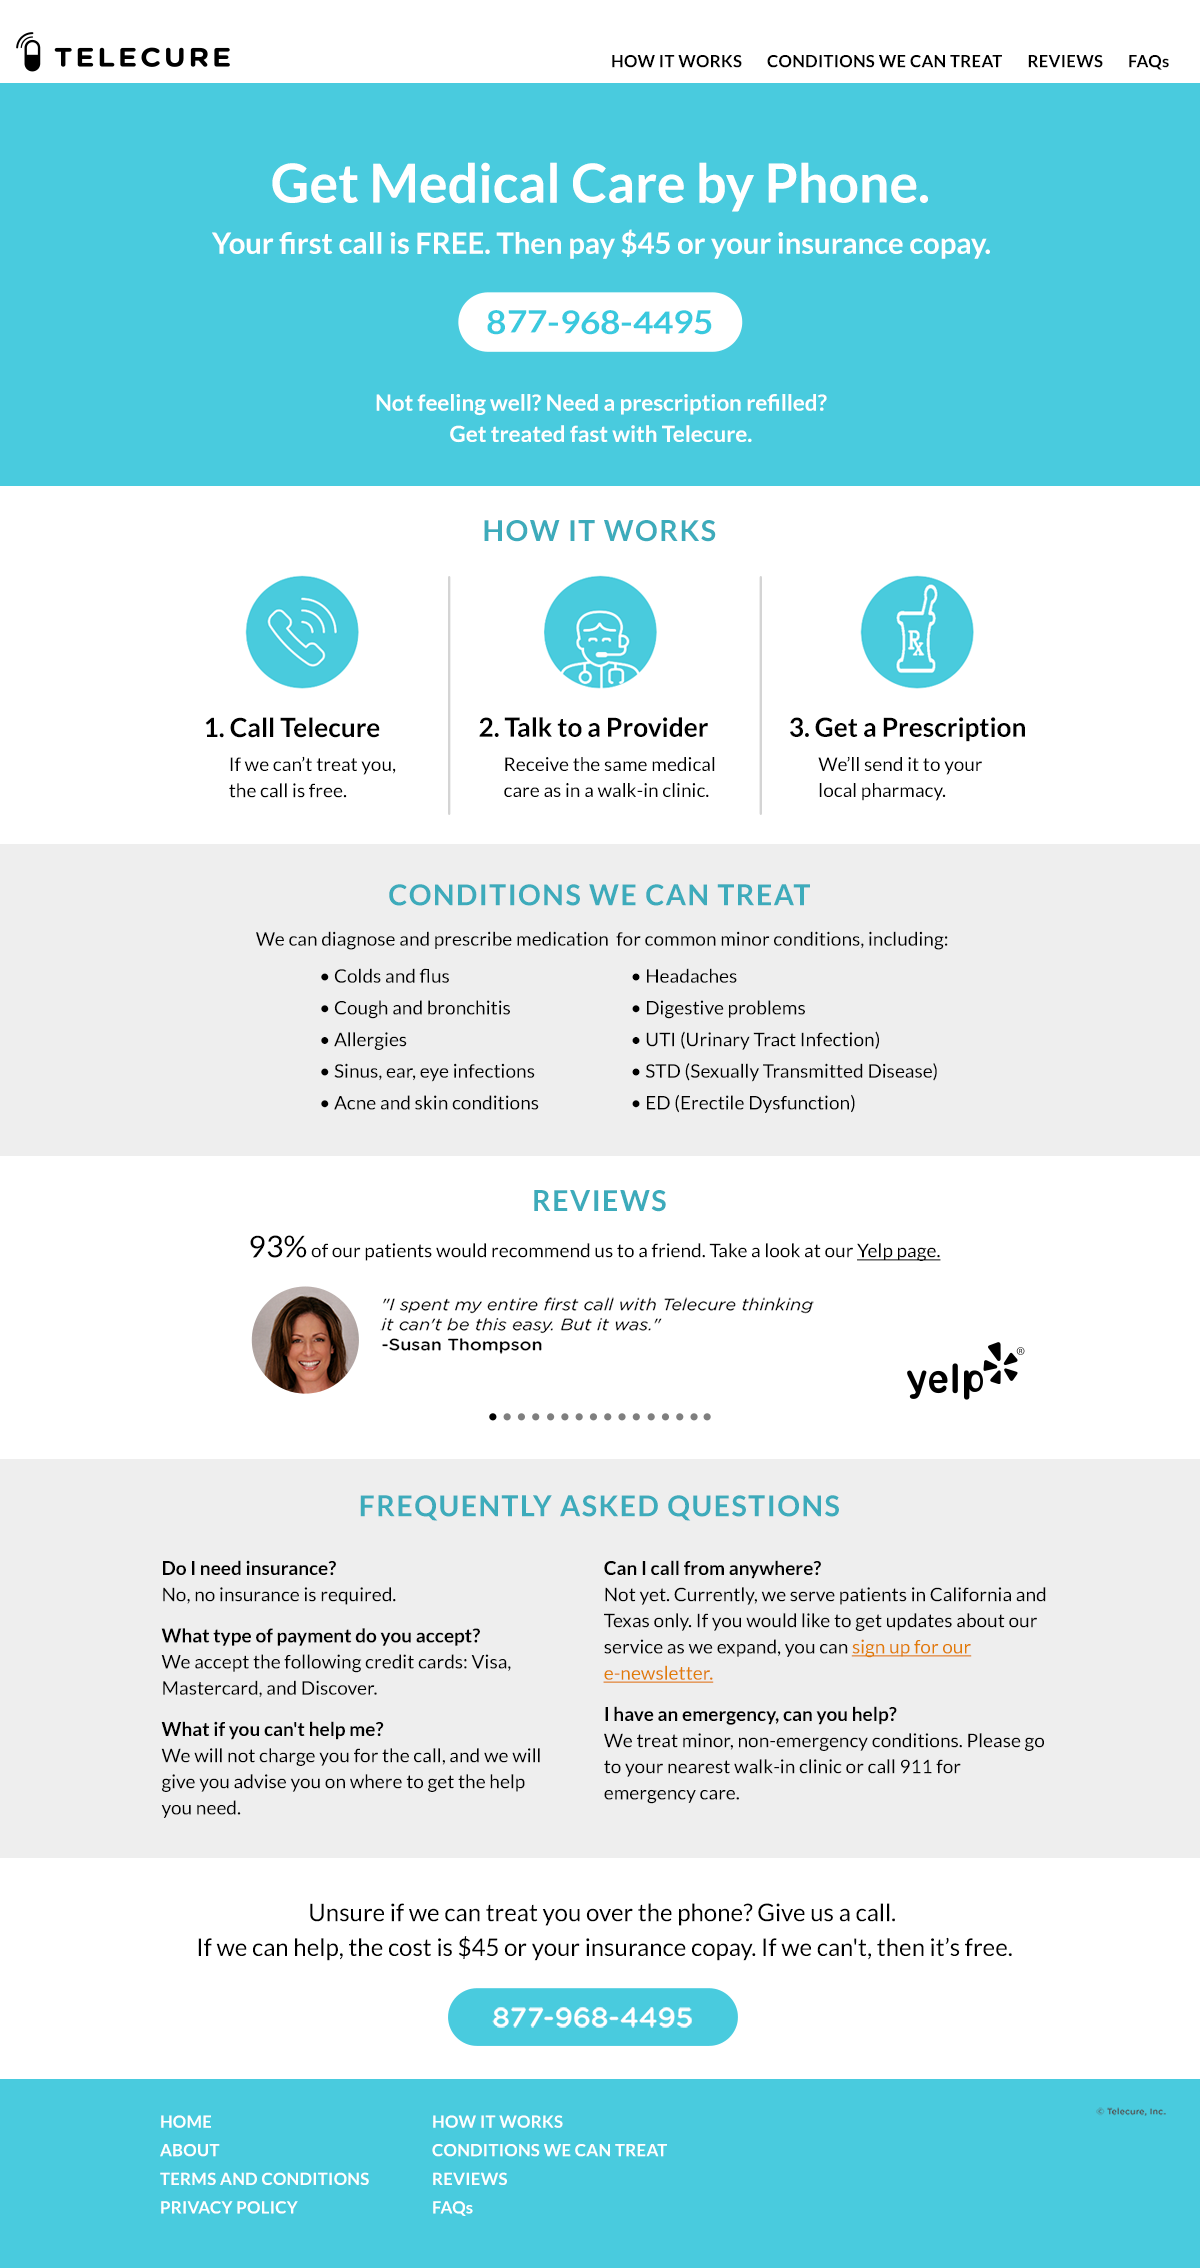 TELECURE
HOW IT WORKS CONDITIONS WE CAN TREAT REVIEWS FAQs
Get Medical Care by Phone.
Your first call is FREE. Then pay $45 or your insurance copay.
877-968-4495
Not feeling well? Need a prescription refilled?
Get treated fast with Telecure.
HOW IT WORKS
Rx
1. Call Telecure
If we can’t treat you,
the call is free.
2. Talk to a Provider
Receive the same medical
care as in a walk-in clinic.
3. Get a Prescription
We’ll send it to your
local pharmacy.
CONDITIONS WE CAN TREAT
We can diagnose and prescribe medication for common minor conditions, including:
• Colds and flus
• Cough and bronchitis
• Allergies
• Sinus, ear, eye infections
• Acne and skin conditions
• Headaches
• Digestive problems
• UTI (Urinary Tract Infection)
• STD (Sexually Transmitted Disease)
• ED (Erectile Dysfunction)
REVIEWS
93% of our patients would recommend us to a friend. Take a look at our Yelp page.
"I spent my entire first call with Telecure thinking
it can't be this easy. But it was."
-Susan Thompson
yelp®
FREQUENTLY ASKED QUESTIONS
Do I need insurance?
No, no insurance is required.
What type of payment do you accept?
We accept the following credit cards: Visa,
Mastercard, and Discover.
What if you can't help me?
We will not charge you for the call, and we will
give you advise you on where to get the help
you need.
Can I call from anywhere?
Not yet. Currently, we serve patients in California and
Texas only. If you would like to get updates about our
service as we expand, you can sign up for our
e-newsletter.
I have an emergency, can you help?
We treat minor, non-emergency conditions. Please go
to your nearest walk-in clinic or call 911 for
emergency care.
Unsure if we can treat you over the phone? Give us a call.
If we can help, the cost is $45 or your insurance copay. If we can't, then it’s free.
877-968-4495
HOME
ABOUT
TERMS AND CONDITIONS
PRIVACY POLICY
HOW IT WORKS
CONDITIONS WE CAN TREAT
REVIEWS
FAQs
© Telecure, Inc.